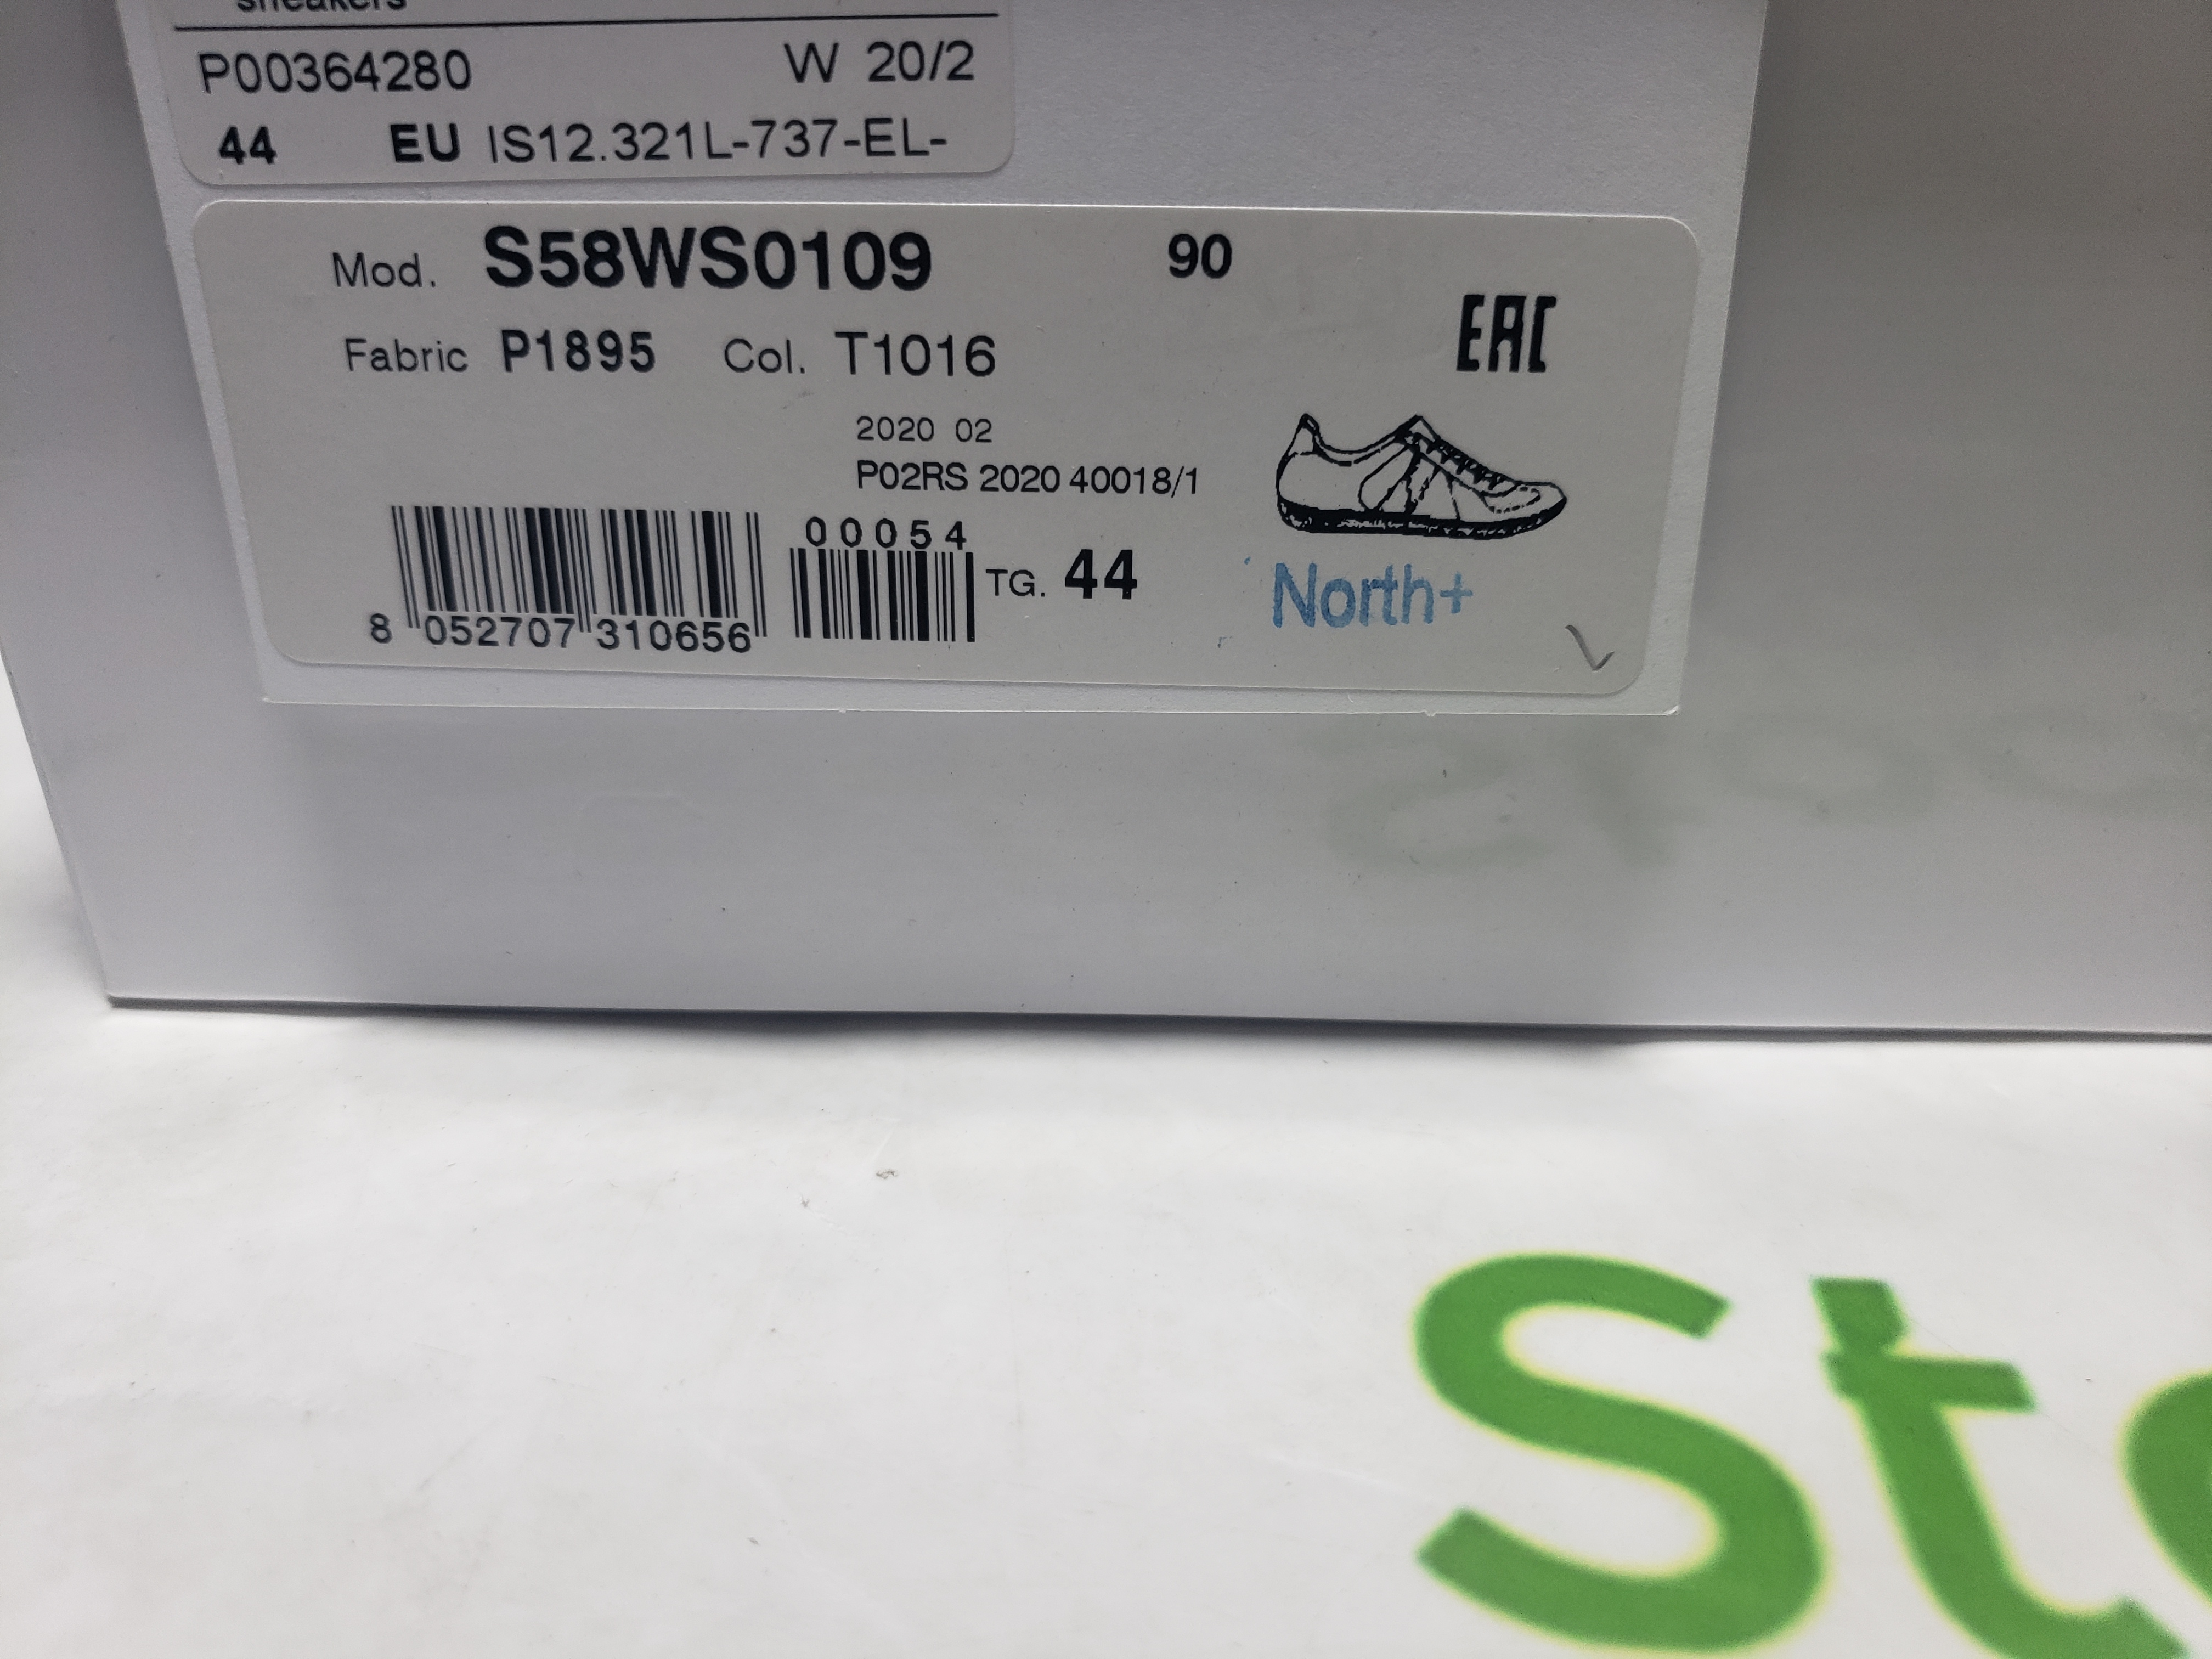 sneakers
P00364280 W 20/2
44 EU IS12.321L-737-EL-
Mod. S58WS0109 90
Fabric P1895 Col. T1016
EAC
2020 02
P02RS 2020 40018/1
00054
8 052707 310656
TG. 44
North+